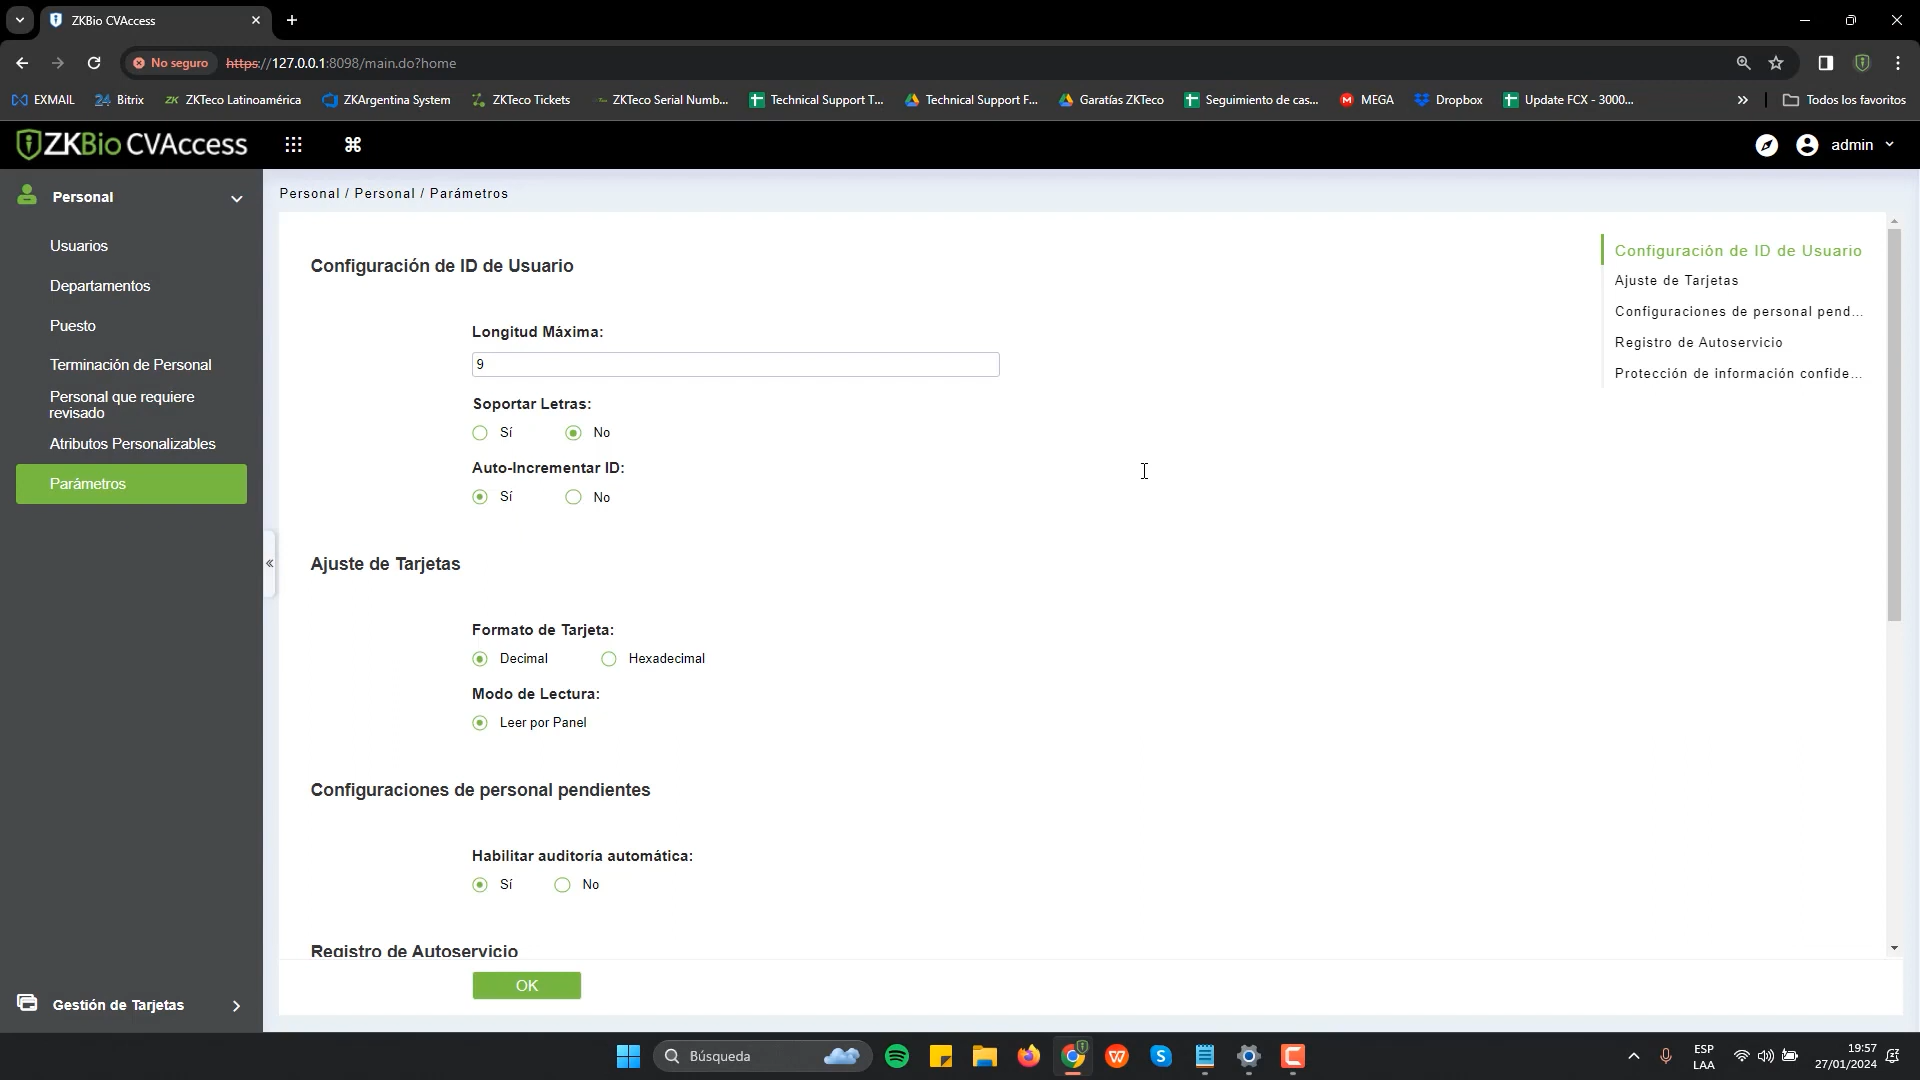 ZKBio CVAccess
No seguro
https://127.0.0.1:8098/main.do?home
EXMAIL
Bitrix
ZKTeco Latinoamérica
ZKArgentina System
ZKTeco Tickets
ZKTeco Serial Numb...
Technical Support T...
Technical Support F...
Garatías ZKTeco
Seguimiento de cas...
MEGA
Dropbox
Update FCX - 3000...
Todos los favoritos
ZKBio CVAccess
admin
Personal
Usuarios
Departamentos
Puesto
Terminación de Personal
Personal que requiere
revisado
Atributos Personalizables
Parámetros
Gestión de Tarjetas
Personal / Personal / Parámetros
Configuración de ID de Usuario
Longitud Máxima:
9
Soportar Letras:
Sí No
Auto-Incrementar ID:
Sí No
Ajuste de Tarjetas
Formato de Tarjeta:
Decimal Hexadecimal
Modo de Lectura:
Leer por Panel
Configuraciones de personal pendientes
Habilitar auditoría automática:
Sí No
Registro de Autoservicio
OK
Configuración de ID de Usuario
Ajuste de Tarjetas
Configuraciones de personal pend...
Registro de Autoservicio
Protección de información confide...
Búsqueda
ESP
LAA
19:57
27/01/2024